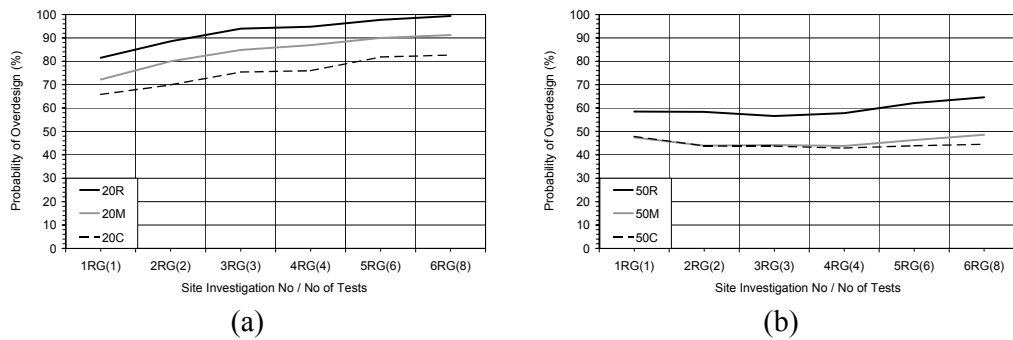 Probability of Overdesign (%)
100
90
80
70
60
50
40
30
20
10
0
20R
20M
20C
1RG(1) 2RG(2) 3RG(3) 4RG(4) 5RG(6) 6RG(8)
Site Investigation No / No of Tests
(a)
Probability of Overdesign (%)
100
90
80
70
60
50
40
30
20
10
0
50R
50M
50C
1RG(1) 2RG(2) 3RG(3) 4RG(4) 5RG(6) 6RG(8)
Site Investigation No / No of Tests
(b)